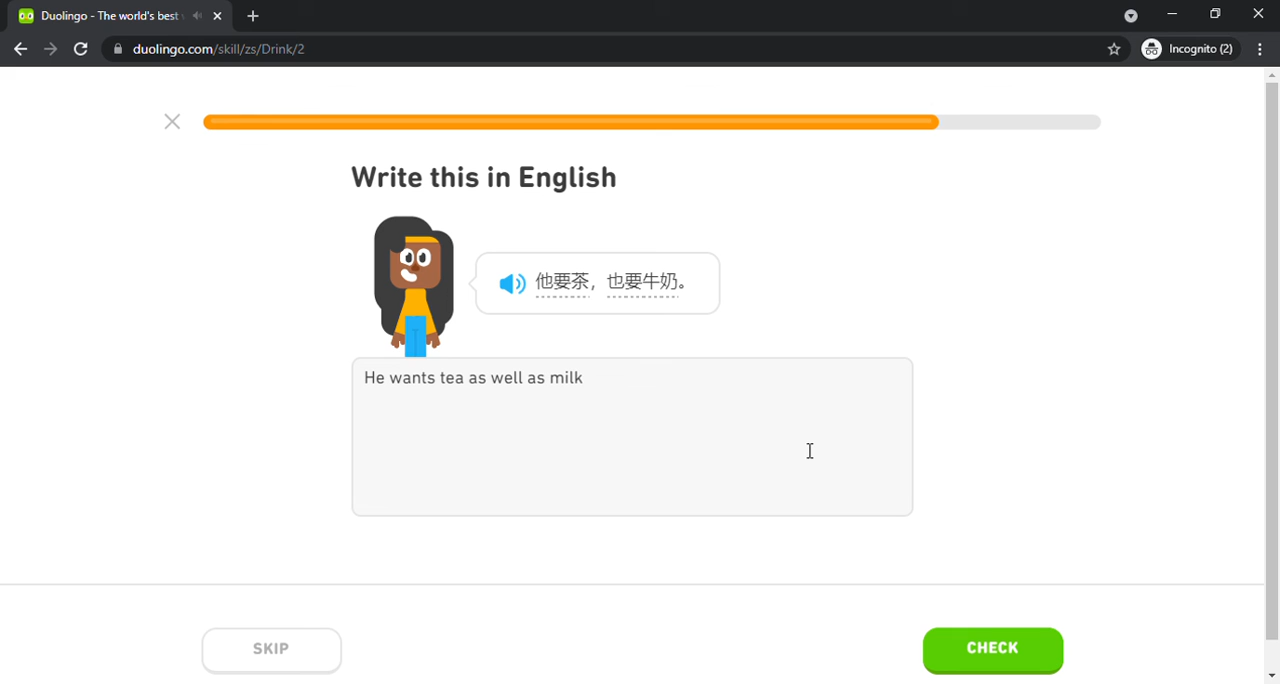 Duolingo - The world's best
duolingo.com/skill/zs/Drink/2
Incognito (2)
Write this in English
他要茶，也要牛奶。
He wants tea as well as milk
SKIP
CHECK